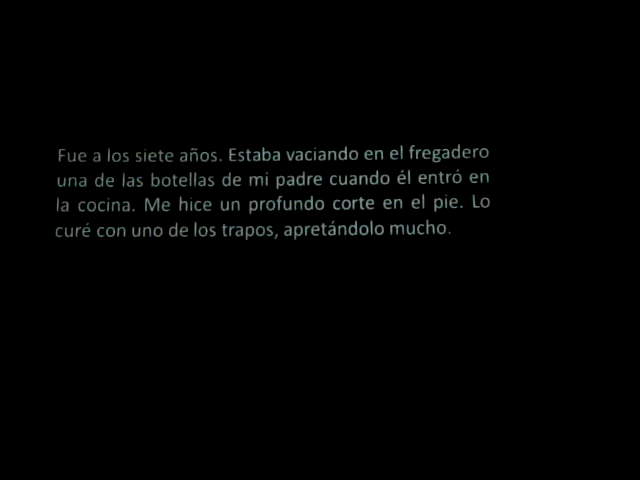 Fue a los siete años. Estaba vaciando en el fregadero
una de las botellas de mi padre cuando él entró en
la cocina. Me hice un profundo corte en el pie. Lo
curé con uno de los trapos, apretándolo mucho.